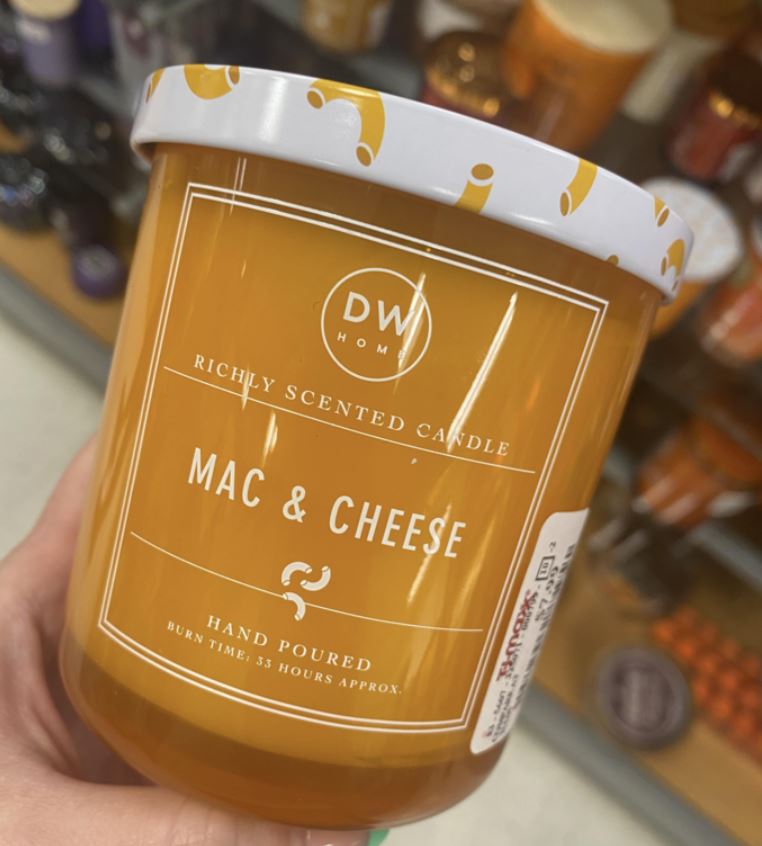 DW
HOME
RICHLY SCENTED CANDLE
MAC & CHEESE
HAND POURED
BURN TIME: 33 HOURS APPROX.